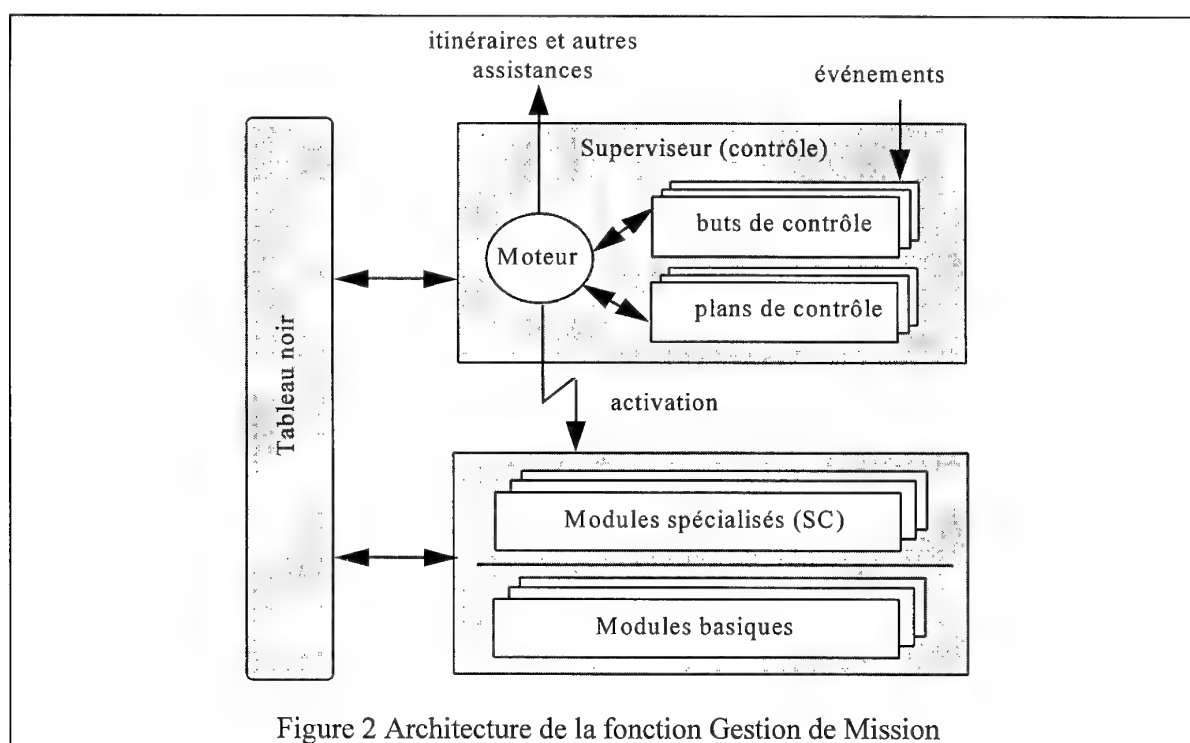 itinéraires et autres
assistances
événements
Superviseur (contrôle)
buts de contrôle
Moteur
plans de contrôle
Tableau noir
activation
Modules spécialisés (SC)
Modules basiques
Figure 2 Architecture de la fonction Gestion de Mission